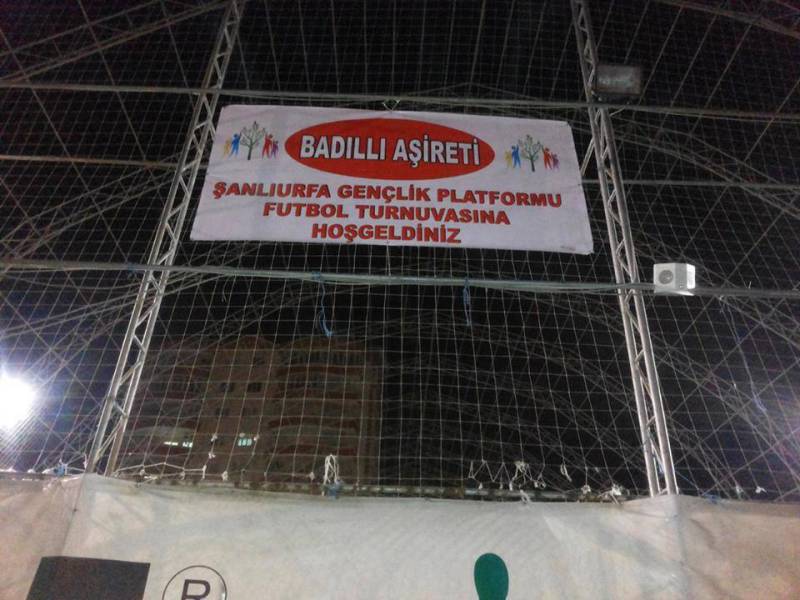 BADILLI AŞİRETİ
ŞANLIURFA GENÇLİK PLATFORMU
FUTBOL TURNUVASINA
HOŞGELDİNİZ
R